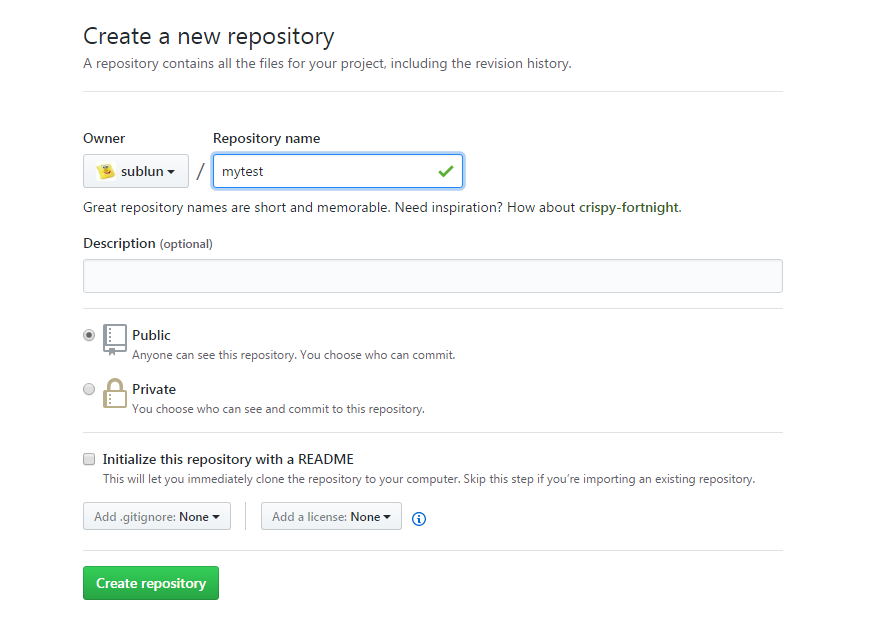 Create a new repository
A repository contains all the files for your project, including the revision history.
Owner Repository name
sublun / mytest
Great repository names are short and memorable. Need inspiration? How about crispy-fortnight.
Description (optional)
Public
Anyone can see this repository. You choose who can commit.
Private
You choose who can see and commit to this repository.
Initialize this repository with a README
This will let you immediately clone the repository to your computer. Skip this step if you’re importing an existing repository.
Add .gitignore: None Add a license: None
Create repository